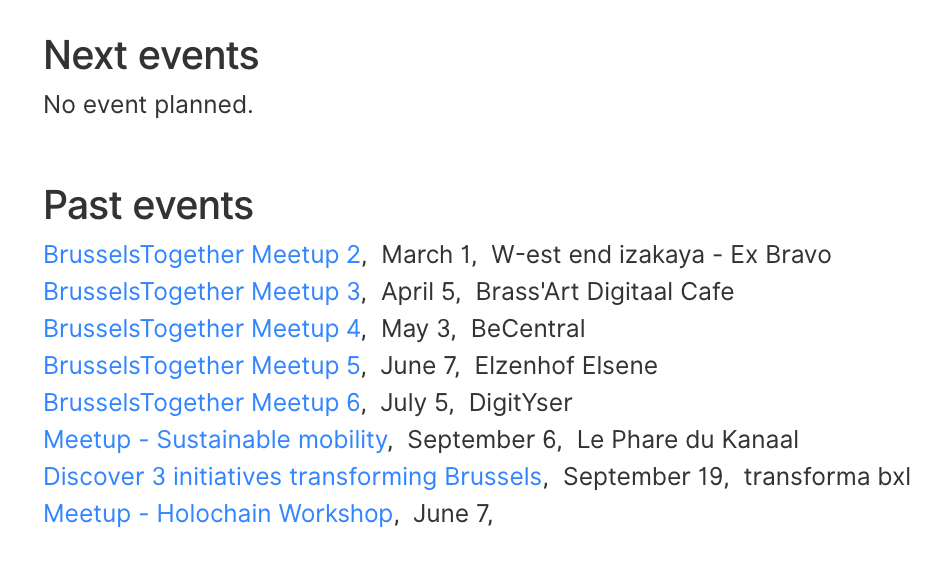 Next events
No event planned.
Past events
BrusselsTogether Meetup 2, March 1, W-est end izakaya - Ex Bravo
BrusselsTogether Meetup 3, April 5, Brass'Art Digitaal Cafe
BrusselsTogether Meetup 4, May 3, BeCentral
BrusselsTogether Meetup 5, June 7, Elzenhof Elsene
BrusselsTogether Meetup 6, July 5, DigitYser
Meetup - Sustainable mobility, September 6, Le Phare du Kanaal
Discover 3 initiatives transforming Brussels, September 19, transforma bxl
Meetup - Holochain Workshop, June 7,